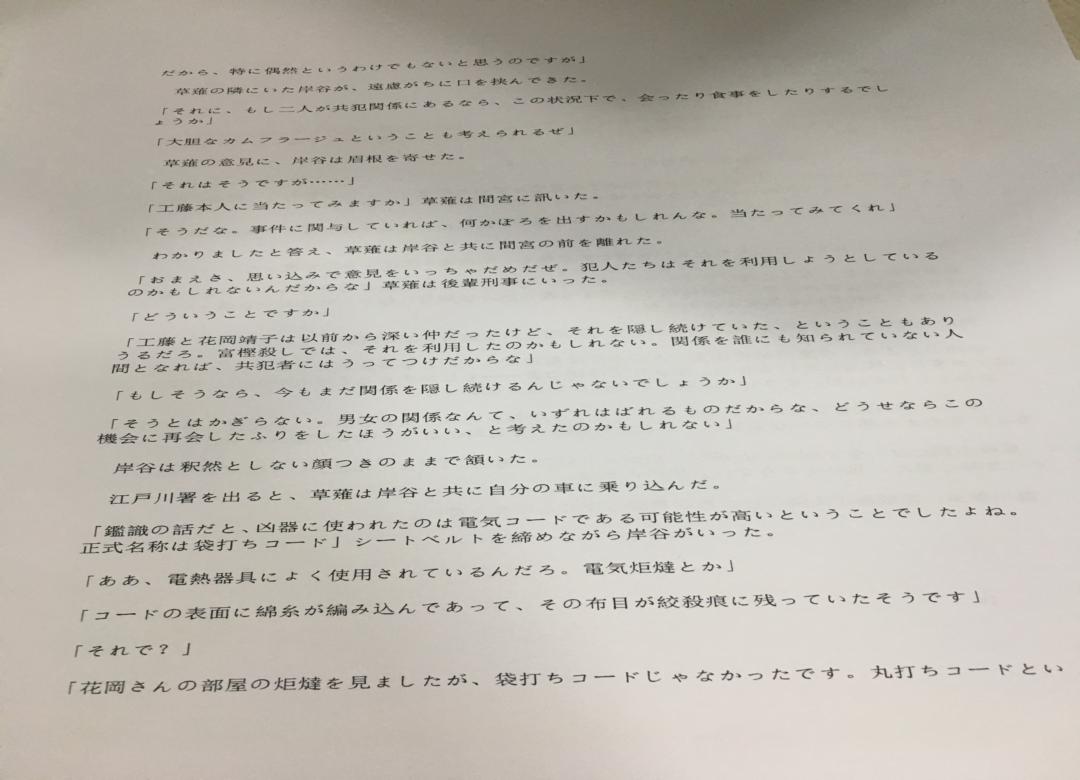 だから、特に偶然というわけでもないと思うのですが」
草薙の隣にいた岸谷が、遠慮がちに口を挟んできた。
「それに、もし二人が共犯関係にあるなら、この状況下で、会ったり食事をしたりするでし
ょうか」
「大胆なカムフラージュということも考えられるぜ」
草薙の意見に、岸谷は眉根を寄せた。
「それはそうですが……」
「工藤本人に当たってみますか」草薙は間宮に訊いた。
「そうだな。事件に関与していれば、何かぼろを出すかもしれんな。当たってみてくれ」
わかりましたと答え、草薙は岸谷と共に間宮の前を離れた。
「おまえさ、思い込みで意見をいっちゃだめだぜ。犯人たちはそれを利用しようとしている
のかもしれないんだからな」草薙は後輩刑事にいった。
「どういうことですか」
「工藤と花岡靖子は以前から深い仲だったけど、それを隠し続けていた、ということもあり
うるだろ。富樫殺しでは、それを利用したのかもしれない。関係を誰にも知られていない人
間となれば、共犯者にはうってつけだからな」
「もしそうなら、今もまだ関係を隠し続けるんじゃないでしょうか」
「そうとはかぎらない。男女の関係なんて、いずれはばれるものだからな、どうせならこの
機会に再会したふりをしたほうがいい、と考えたのかもしれない」
岸谷は釈然としない顔つきのままで頷いた。
江戸川署を出ると、草薙は岸谷と共に自分の車に乗り込んだ。
「鑑識の話だと、凶器に使われたのは電気コードである可能性が高いということでしたよね。
正式名称は袋打ちコード」シートベルトを締めながら岸谷がいった。
「ああ、電熱器具によく使用されているんだろ。電気炬燵とか」
「コードの表面に綿糸が編み込んであって、その布目が絞殺痕に残っていたそうです」
「それで？」
「花岡さんの部屋の炬燵を見ましたが、袋打ちコードじゃなかったです。丸打ちコードとい